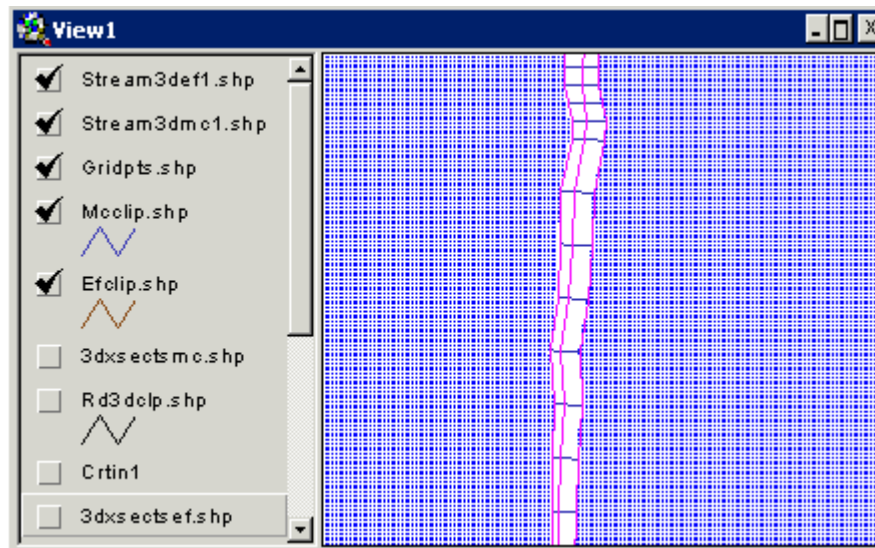 View1
Stream3def1.shp
Stream3dmc1.shp
Gridpts.shp
Mcclip.shp
Efclip.shp
3dxsectsmc.shp
Rd3dclp.shp
Crtin1
3dxsectsef.shp